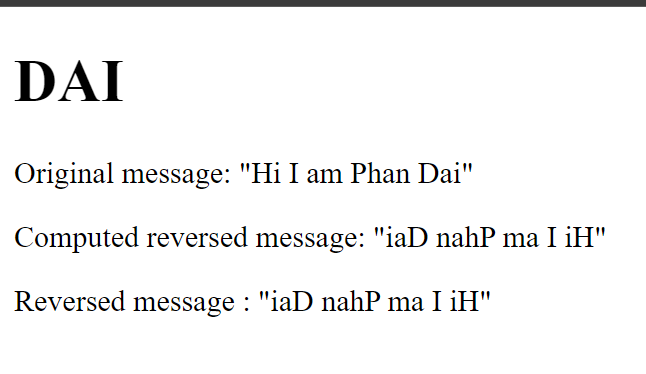 DAI
Original message: "Hi I am Phan Dai"
Computed reversed message: "iaD nahP ma I iH"
Reversed message : "iaD nahP ma I iH"